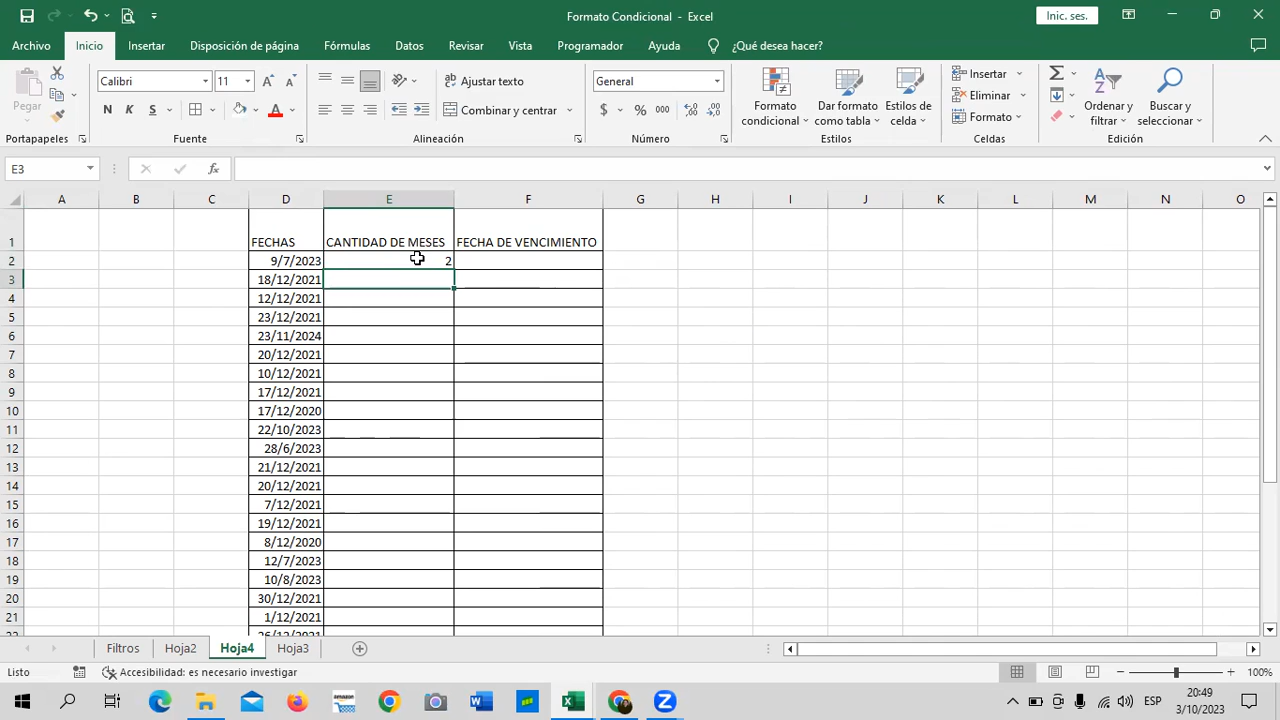 Formato Condicional - Excel
Inic. ses.
Archivo Inicio Insertar Disposición de página Fórmulas Datos Revisar Vista Programador Ayuda ¿Qué desea hacer?
Pegar
Calibri 11
N K S
Ajustar texto
Combinar y centrar
General
$ % 000
Formato condicional
Dar formato como tabla
Estilos de celda
Insertar
Eliminar
Formato
Ordenar y filtrar
Buscar y seleccionar
Portapapeles Fuente Alineación Número Estilos Celdas Edición
E3 fx
A B C D E F G H I J K L M N O
1 FECHAS CANTIDAD DE MESES FECHA DE VENCIMIENTO
2 9/7/2023 2
3 18/12/2021
4 12/12/2021
5 23/12/2021
6 23/11/2024
7 20/12/2021
8 10/12/2021
9 17/12/2021
10 17/12/2020
11 22/10/2023
12 28/6/2023
13 21/12/2021
14 20/12/2021
15 7/12/2021
16 19/12/2021
17 8/12/2020
18 12/7/2023
19 10/8/2023
20 30/12/2021
21 1/12/2021
22 26/12/2021
Filtros Hoja2 Hoja4 Hoja3
Listo Accesibilidad: es necesario investigar 100%
ESP
20:49
3/10/2023